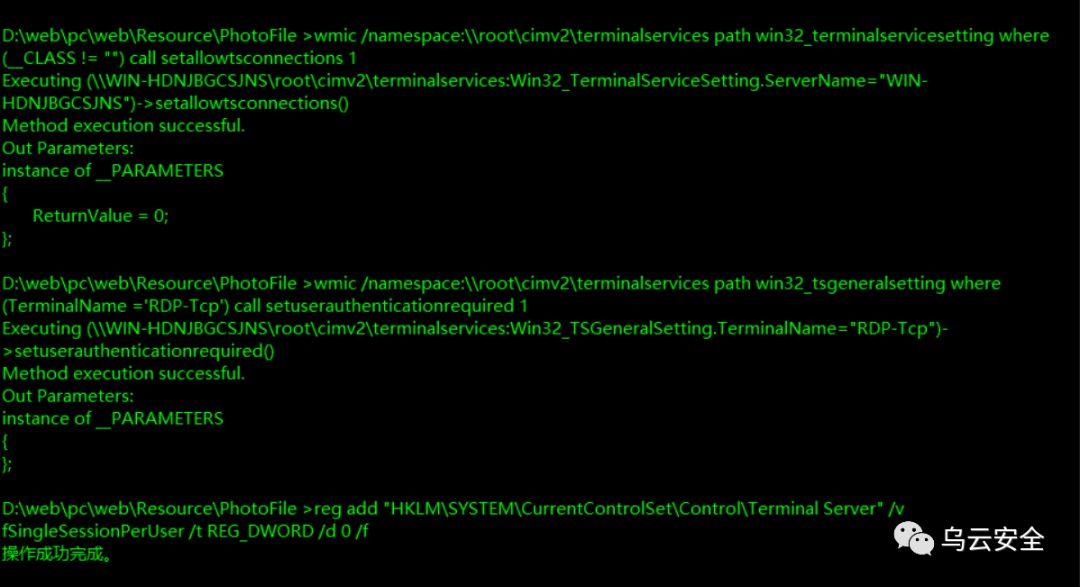 D:\web\pc\web\Resource\PhotoFile >wmic /namespace:\\root\cimv2\terminalservices path win32_terminalservicesetting where
(__CLASS != "") call setallowtsconnections 1
Executing (\\WIN-HDNJBGCSJNS\root\cimv2\terminalservices:Win32_TerminalServiceSetting.ServerName="WIN-
HDNJBGCSJNS")->setallowtsconnections()
Method execution successful.
Out Parameters:
instance of __PARAMETERS
{
ReturnValue = 0;
};
D:\web\pc\web\Resource\PhotoFile >wmic /namespace:\\root\cimv2\terminalservices path win32_tsgeneralsetting where
(TerminalName ='RDP-Tcp') call setuserauthenticationrequired 1
Executing (\\WIN-HDNJBGCSJNS\root\cimv2\terminalservices:Win32_TSGeneralSetting.TerminalName="RDP-Tcp")-
>setuserauthenticationrequired()
Method execution successful.
Out Parameters:
instance of __PARAMETERS
{
};
D:\web\pc\web\Resource\PhotoFile >reg add "HKLM\SYSTEM\CurrentControlSet\Control\Terminal Server" /v
fSingleSessionPerUser /t REG_DWORD /d 0 /f
操作成功完成。
乌云安全